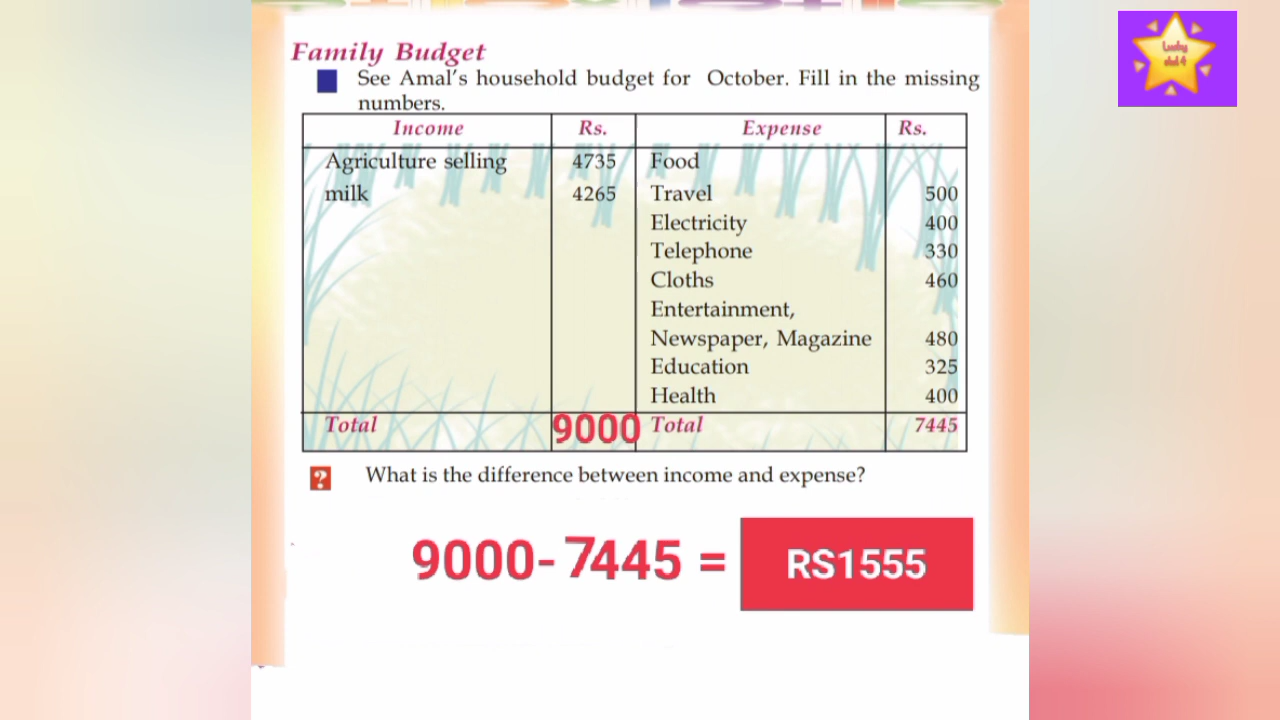 Family Budget
See Amal's household budget for October. Fill in the missing
numbers.
Income Rs. Expense Rs.
Agriculture selling 4735 Food
milk 4265 Travel 500
Electricity 400
Telephone 330
Cloths 460
Entertainment,
Newspaper, Magazine 480
Education 325
Health 400
Total 9000 Total 7445
? What is the difference between income and expense?
9000-7445 = RS1555
Lucky